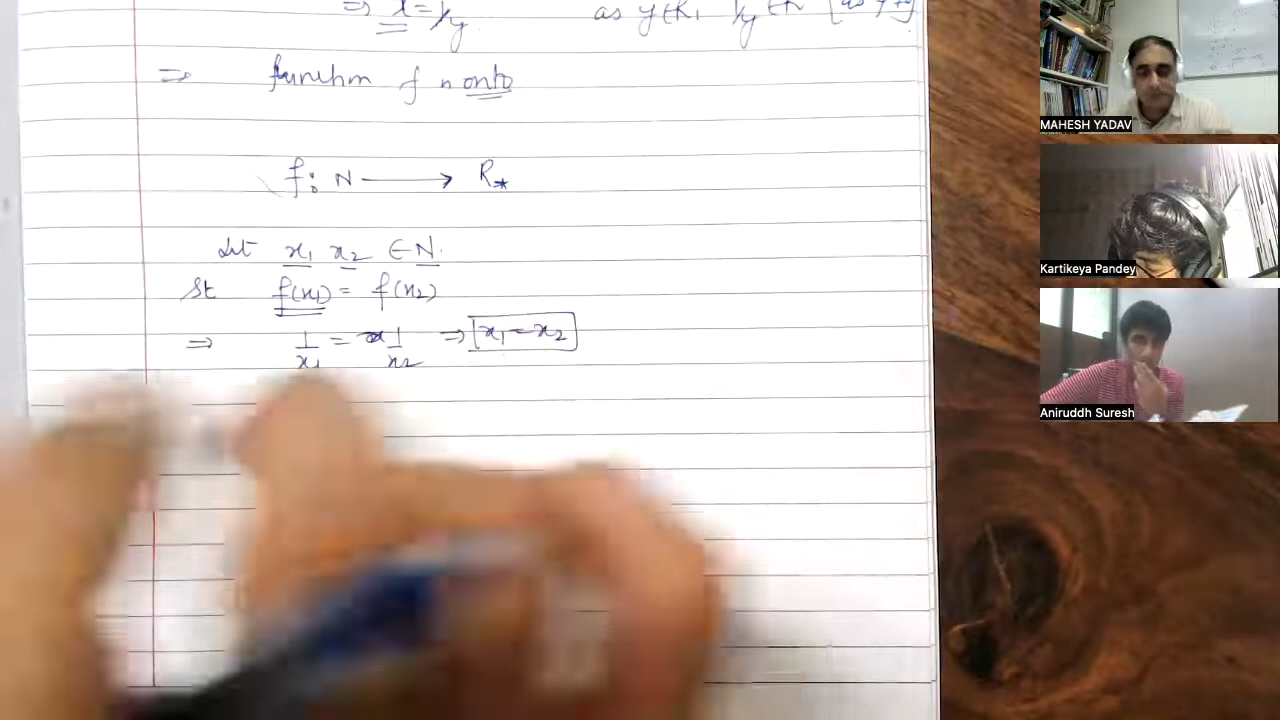 ⇒ x = 1/y as y ∈ R, 1/y ∈ R
⇒ function f is onto
f: N ⟶ R*
Let x₁ x₂ ∈ N.
St f(x₁) = f(x₂)
⇒ 1/x₁ = 1/x₂ ⇒ x₁ = x₂
MAHESH YADAV
Kartikeya Pandey
Aniruddh Suresh